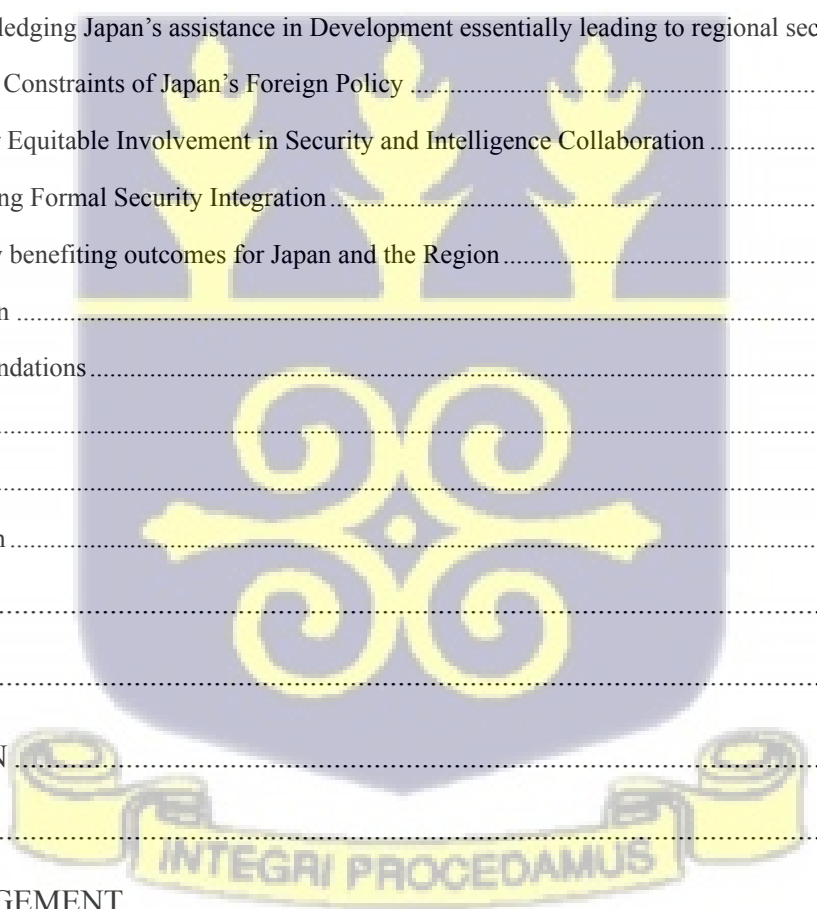 ledging Japan’s assistance in Development essentially leading to regional sec
Constraints of Japan’s Foreign Policy ..........................................................
Equitable Involvement in Security and Intelligence Collaboration ...............
ng Formal Security Integration ......................................................................
benefiting outcomes for Japan and the Region .............................................
n ....................................................................................................................
ndations .........................................................................................................
........................................................................................................................
........................................................................................................................
n .....................................................................................................................
........................................................................................................................
........................................................................................................................
N .....................................................................................................................
........................................................................................................................
INTEGRI PROCEDAMUS
GEMENT